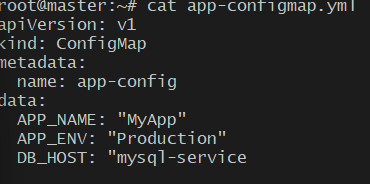 root@master:~# cat app-configmap.yml
apiVersion: v1
kind: ConfigMap
metadata:
  name: app-config
data:
  APP_NAME: "MyApp"
  APP_ENV: "Production"
  DB_HOST: "mysql-service